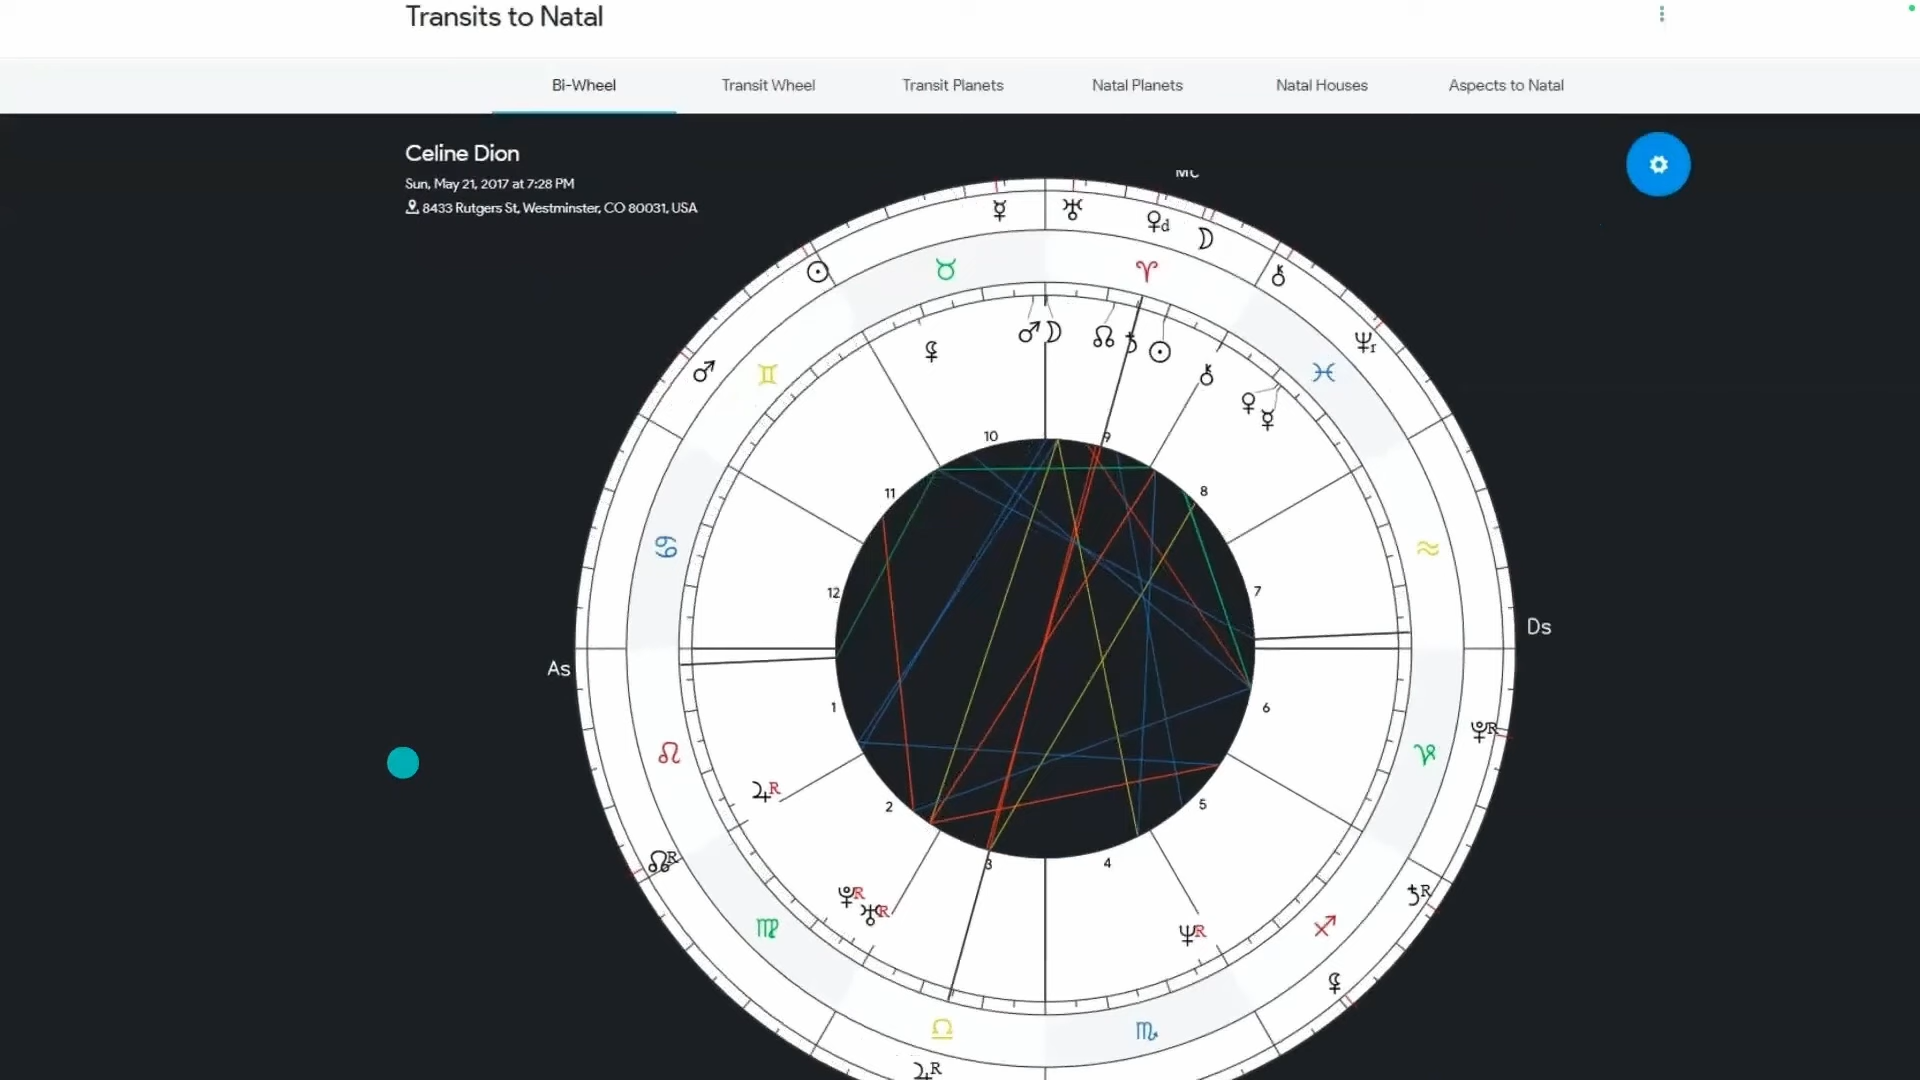 Transits to Natal
Bi-Wheel Transit Wheel Transit Planets Natal Planets Natal Houses Aspects to Natal
Celine Dion
Sun, May 21, 2017 at 7:28 PM
8433 Rutgers St, Westminster, CO 80031, USA
MC
☿ ♅ ♀d ☽
☉ ♉ ♈ ⚷
♂ ☽ ☊ ♄ ☉ ♆r
⚸
♂ ♊ ⚷ ♓
♀ ☿
10 9
11 8
♋ ♒
12 7
Ds
As
1 6
♇R
♌ ♑
♃R
2 5
☊R 3 4
♇R ♄R
♅R
♍ ♆R ♐
⚸
♎ ♏
♃R